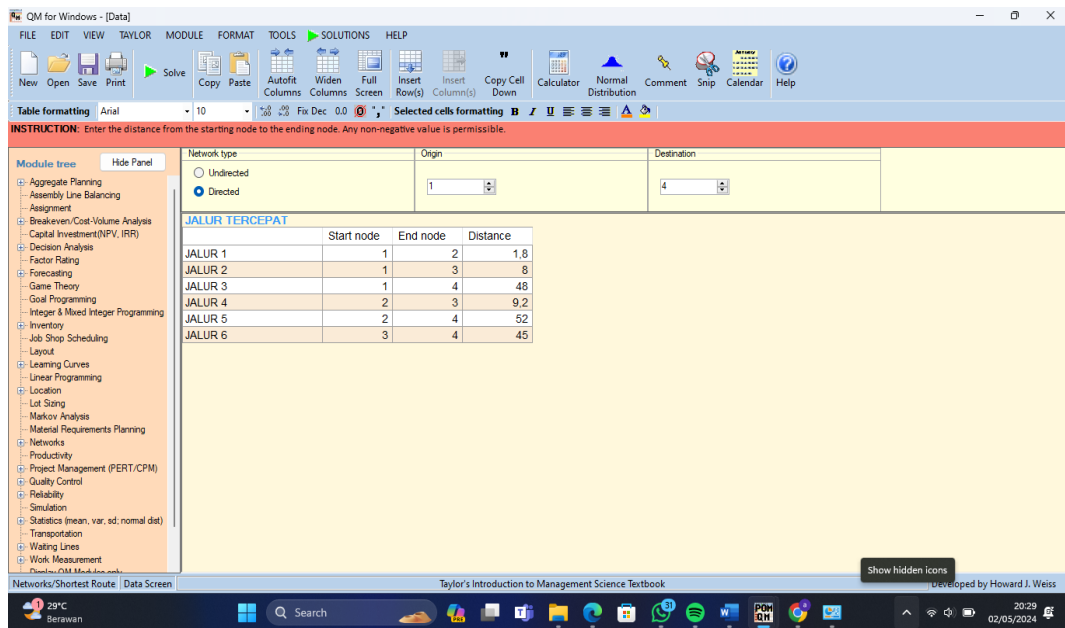 QM for Windows - [Data]
FILE EDIT VIEW TAYLOR MODULE FORMAT TOOLS SOLUTIONS HELP
New Open Save Print Solve Copy Paste Autofit Columns Widen Columns Full Screen Insert Row(s) Insert Column(s) Copy Cell Down Calculator Normal Distribution Comment Snip Calendar Help
Table formatting Arial 10 Fix Dec 0.0 Selected cells formatting B I U
INSTRUCTION: Enter the distance from the starting node to the ending node. Any non-negative value is permissible.
Module tree Hide Panel
Aggregate Planning
Assembly Line Balancing
Assignment
Breakeven/Cost-Volume Analysis
Capital Investment(NPV, IRR)
Decision Analysis
Factor Rating
Forecasting
Game Theory
Goal Programming
Integer & Mixed Integer Programming
Inventory
Job Shop Scheduling
Layout
Learning Curves
Linear Programming
Location
Lot Sizing
Markov Analysis
Material Requirements Planning
Networks
Productivity
Project Management (PERT/CPM)
Quality Control
Reliability
Simulation
Statistics (mean, var, sd; normal dist)
Transportation
Waiting Lines
Work Measurement
Display OM Modules only
Network type
Undirected
Directed
Origin
1
Destination
4
JALUR TERCEPAT
Start node End node Distance
JALUR 1 1 2 1,8
JALUR 2 1 3 8
JALUR 3 1 4 48
JALUR 4 2 3 9,2
JALUR 5 2 4 52
JALUR 6 3 4 45
Show hidden icons
Networks/Shortest Route Data Screen Taylor's Introduction to Management Science Textbook Developed by Howard J. Weiss
1
29°C
Berawan
Search
PRE
31
POM
QM
20:29
02/05/2024